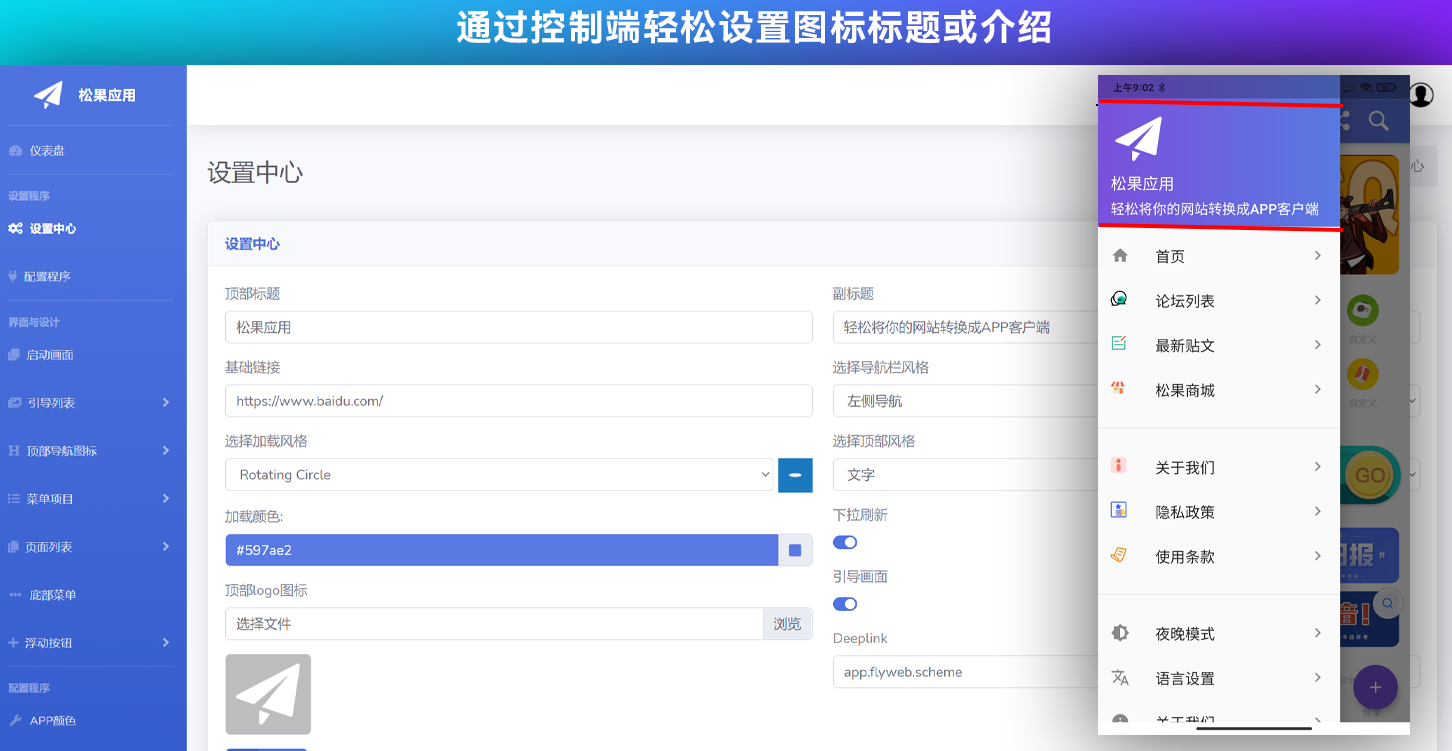 通过控制端轻松设置图标标题或介绍
松果应用
仪表盘
设置程序
设置中心
配置程序
界面与设计
启动画面
引导列表
顶部导航图标
菜单项目
页面列表
底部菜单
浮动按钮
配置程序
APP颜色
设置中心
设置中心
顶部标题
松果应用
基础链接
https://www.baidu.com/
选择加载风格
Rotating Circle
加载颜色:
#597ae2
顶部logo图标
选择文件
浏览
副标题
轻松将你的网站转换成APP客户端
选择导航栏风格
左侧导航
选择顶部风格
文字
下拉刷新
引导画面
Deeplink
app.flyweb.scheme
心
上午9:02
松果应用
轻松将你的网站转换成APP客户端
首页
论坛列表
最新贴文
松果商城
关于我们
隐私政策
使用条款
夜晚模式
语言设置
关于我们
自定义
自定义
GO
报#
音!
今日开考